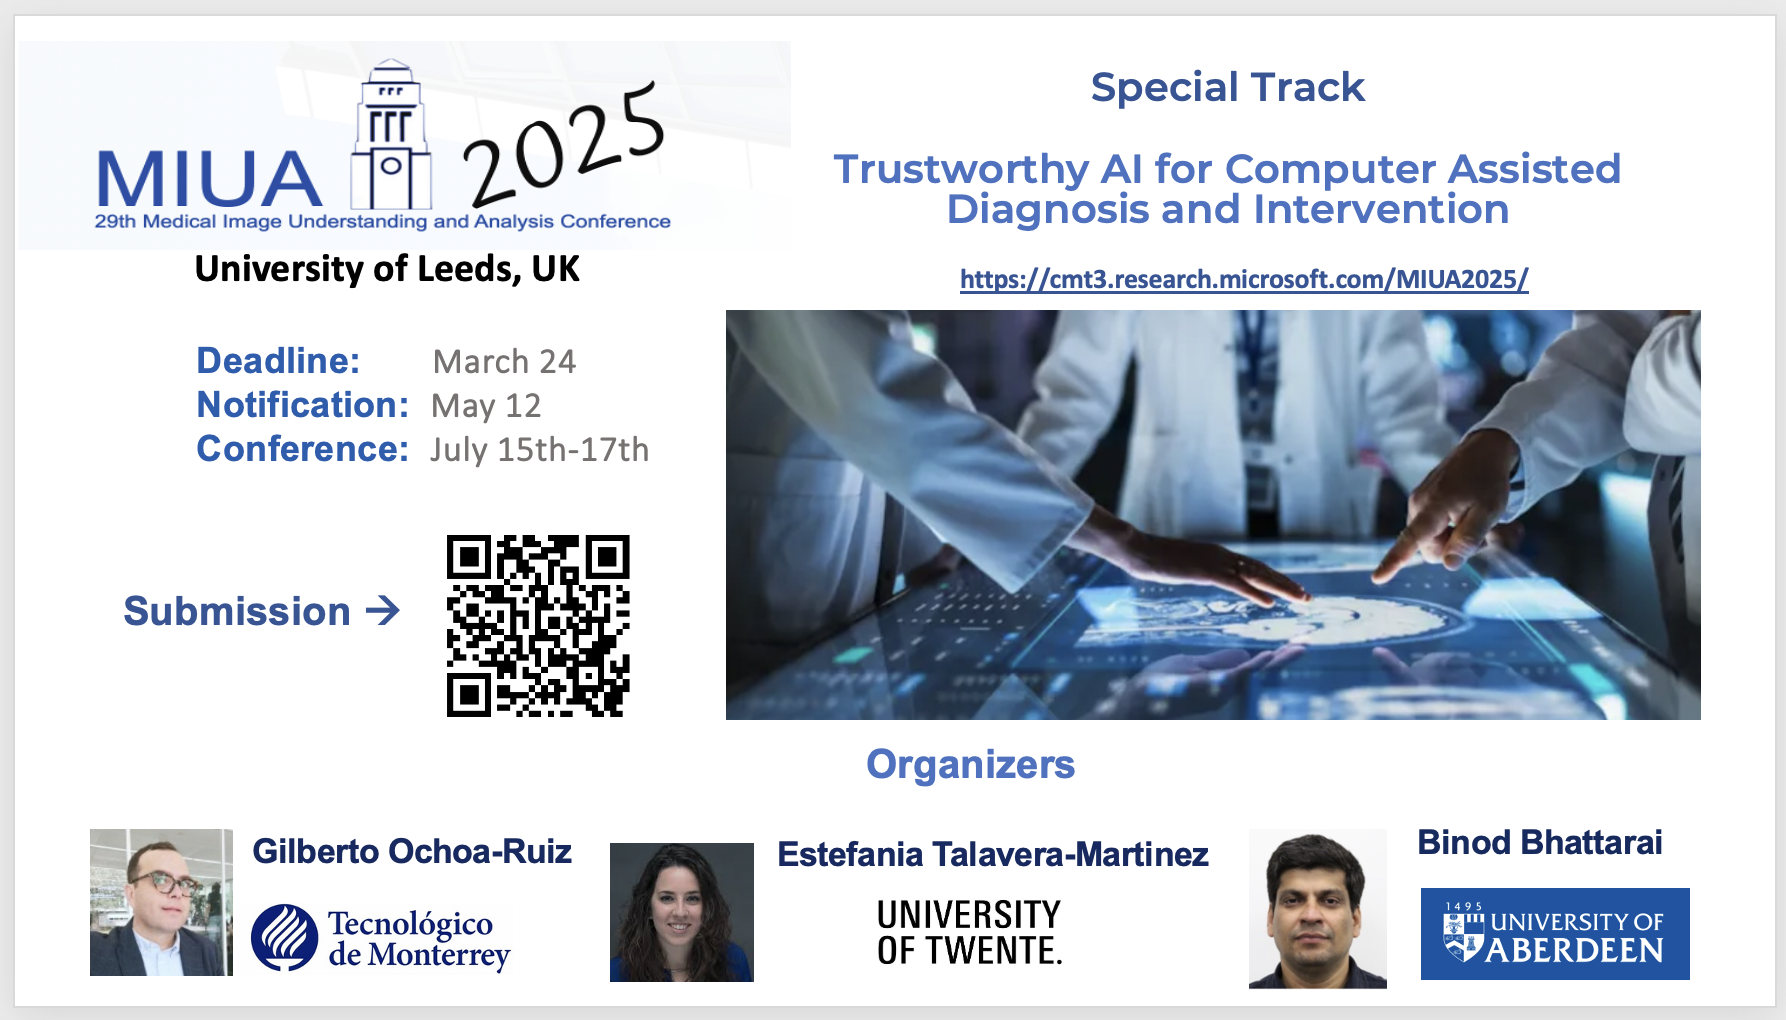 MIUA
2025
29th Medical Image Understanding and Analysis Conference
University of Leeds, UK
Special Track
Trustworthy AI for Computer Assisted
Diagnosis and Intervention
https://cmt3.research.microsoft.com/MIUA2025/
Deadline: March 24
Notification: May 12
Conference: July 15th-17th
Submission →
Organizers
Gilberto Ochoa-Ruiz
Tecnológico
de Monterrey
Estefania Talavera-Martinez
UNIVERSITY
OF TWENTE.
Binod Bhattarai
1495
UNIVERSITY OF
ABERDEEN